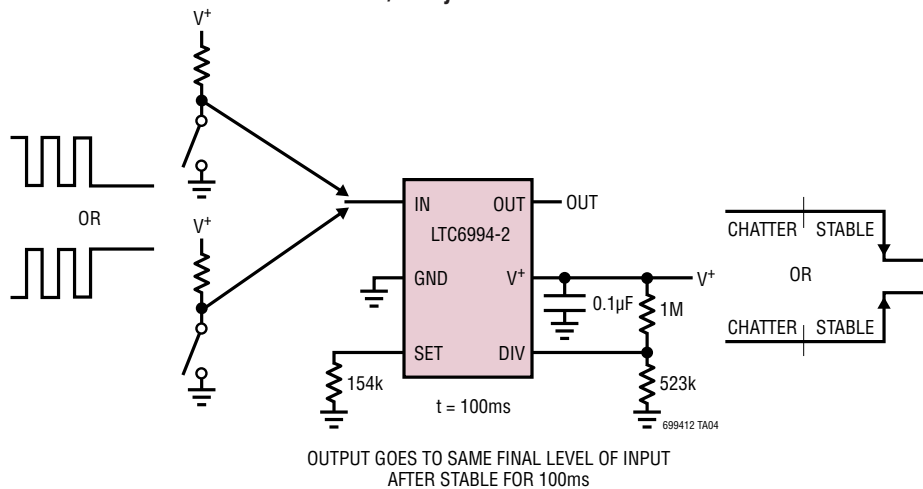 V+
OR
V+
IN
OUT
OUT
LTC6994-2
GND
V+
V+
0.1µF
1M
SET
DIV
154k
523k
t = 100ms
699412 TA04
CHATTER
STABLE
OR
CHATTER
STABLE
OUTPUT GOES TO SAME FINAL LEVEL OF INPUT
AFTER STABLE FOR 100ms